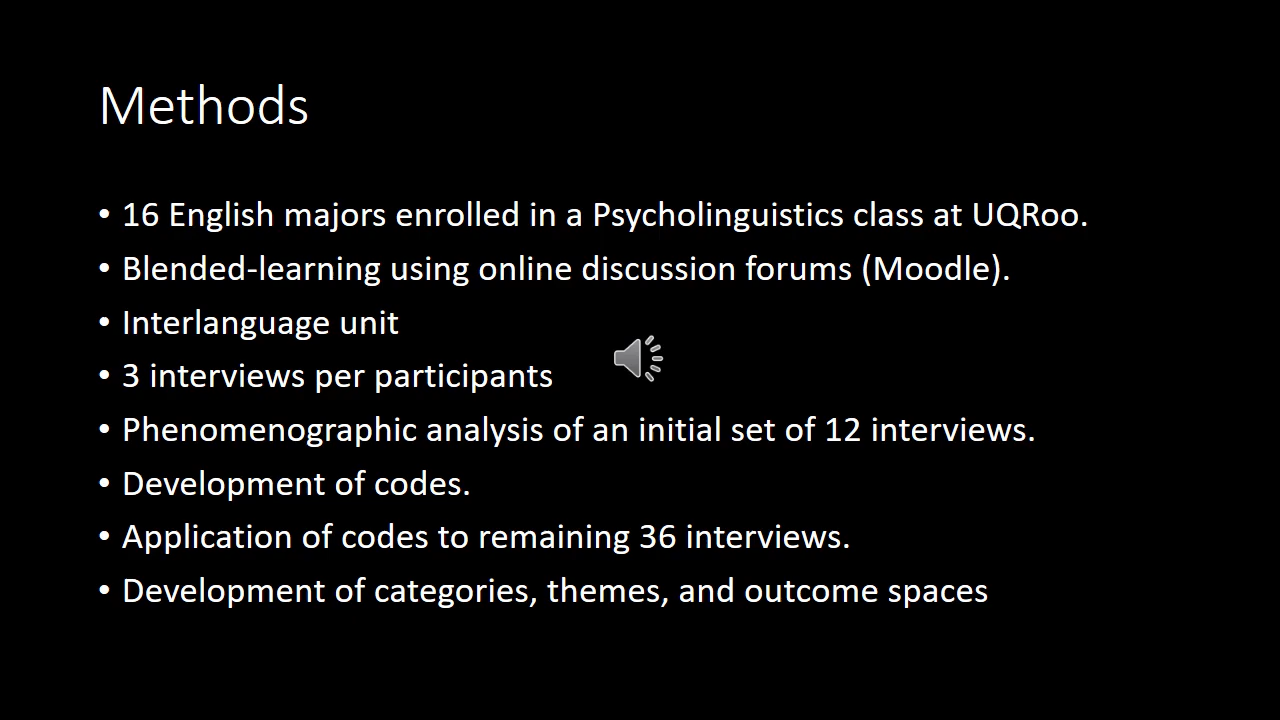 Methods
• 16 English majors enrolled in a Psycholinguistics class at UQRoo.
• Blended-learning using online discussion forums (Moodle).
• Interlanguage unit
• 3 interviews per participants
• Phenomenographic analysis of an initial set of 12 interviews.
• Development of codes.
• Application of codes to remaining 36 interviews.
• Development of categories, themes, and outcome spaces